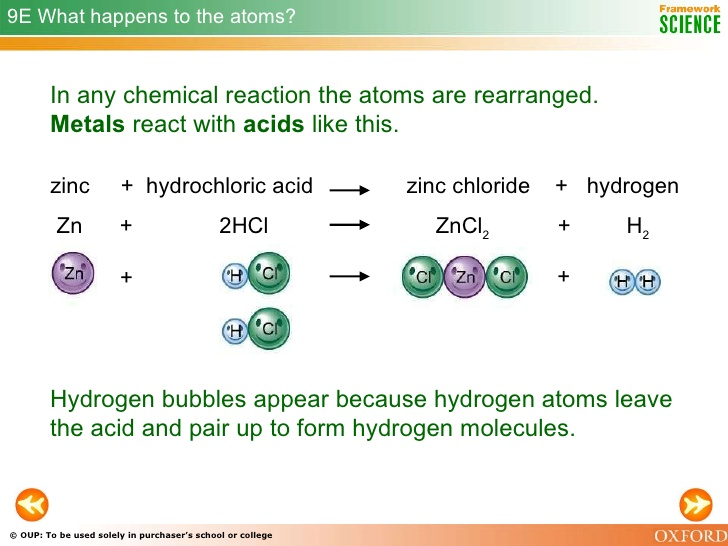 9E What happens to the atoms?
Framework
SCIENCE
In any chemical reaction the atoms are rearranged.
Metals react with acids like this.
zinc + hydrochloric acid → zinc chloride + hydrogen
Zn + 2HCl → ZnCl₂ + H₂
Zn + H Cl → Cl Zn Cl + H H
H Cl
Hydrogen bubbles appear because hydrogen atoms leave
the acid and pair up to form hydrogen molecules.
© OUP: To be used solely in purchaser's school or college
OXFORD